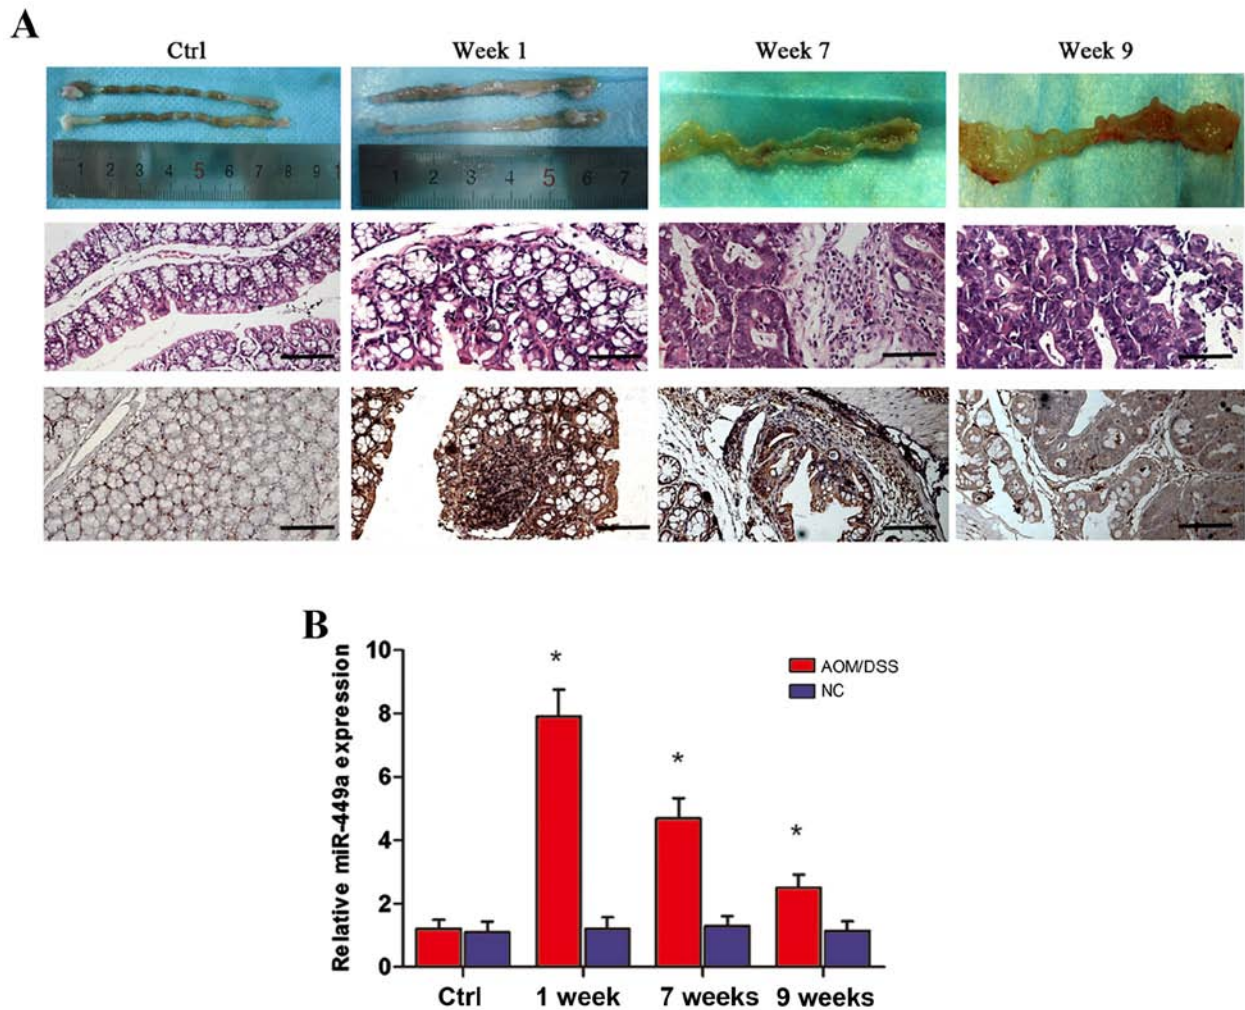 A
Ctrl
Week 1
Week 7
Week 9
1 2 3 4 5 6 7 8 9 1
1 2 3 4 5 6 7
B
Relative miR-449a expression
10
8
6
4
2
0
*
*
*
AOM/DSS
NC
Ctrl
1 week
7 weeks
9 weeks